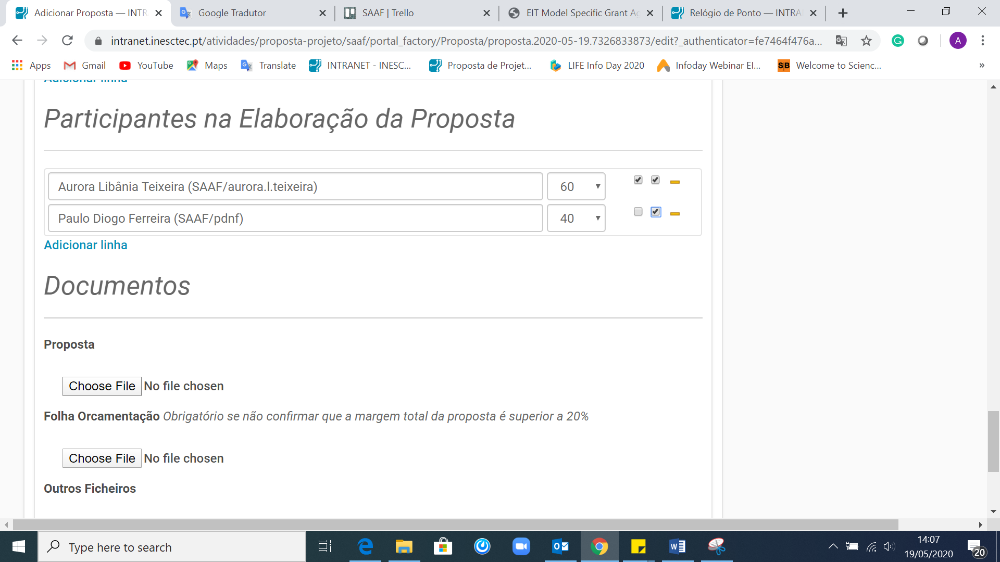 Adicionar Proposta — INTR
Google Tradutor
SAAF | Trello
EIT Model Specific Grant Ag
Relógio de Ponto — INTRA
intranet.inesctec.pt/atividades/proposta-projeto/saaf/portal_factory/Proposta/proposta.2020-05-19.7326833873/edit?_authenticator=fe7464f476a...
A
Apps
Gmail
YouTube
Maps
Translate
INTRANET - INESC...
Proposta de Projet...
LIFE Info Day 2020
Infoday Webinar EI...
Welcome to Scienc...
»
Adicionar linha
Participantes na Elaboração da Proposta
Aurora Libânia Teixeira (SAAF/aurora.l.teixeira)
60
Paulo Diogo Ferreira (SAAF/pdnf)
40
Adicionar linha
Documentos
Proposta
Choose File No file chosen
Folha Orcamentação Obrigatório se não confirmar que a margem total da proposta é superior a 20%
Choose File No file chosen
Outros Ficheiros
Type here to search
14:07
19/05/2020
20